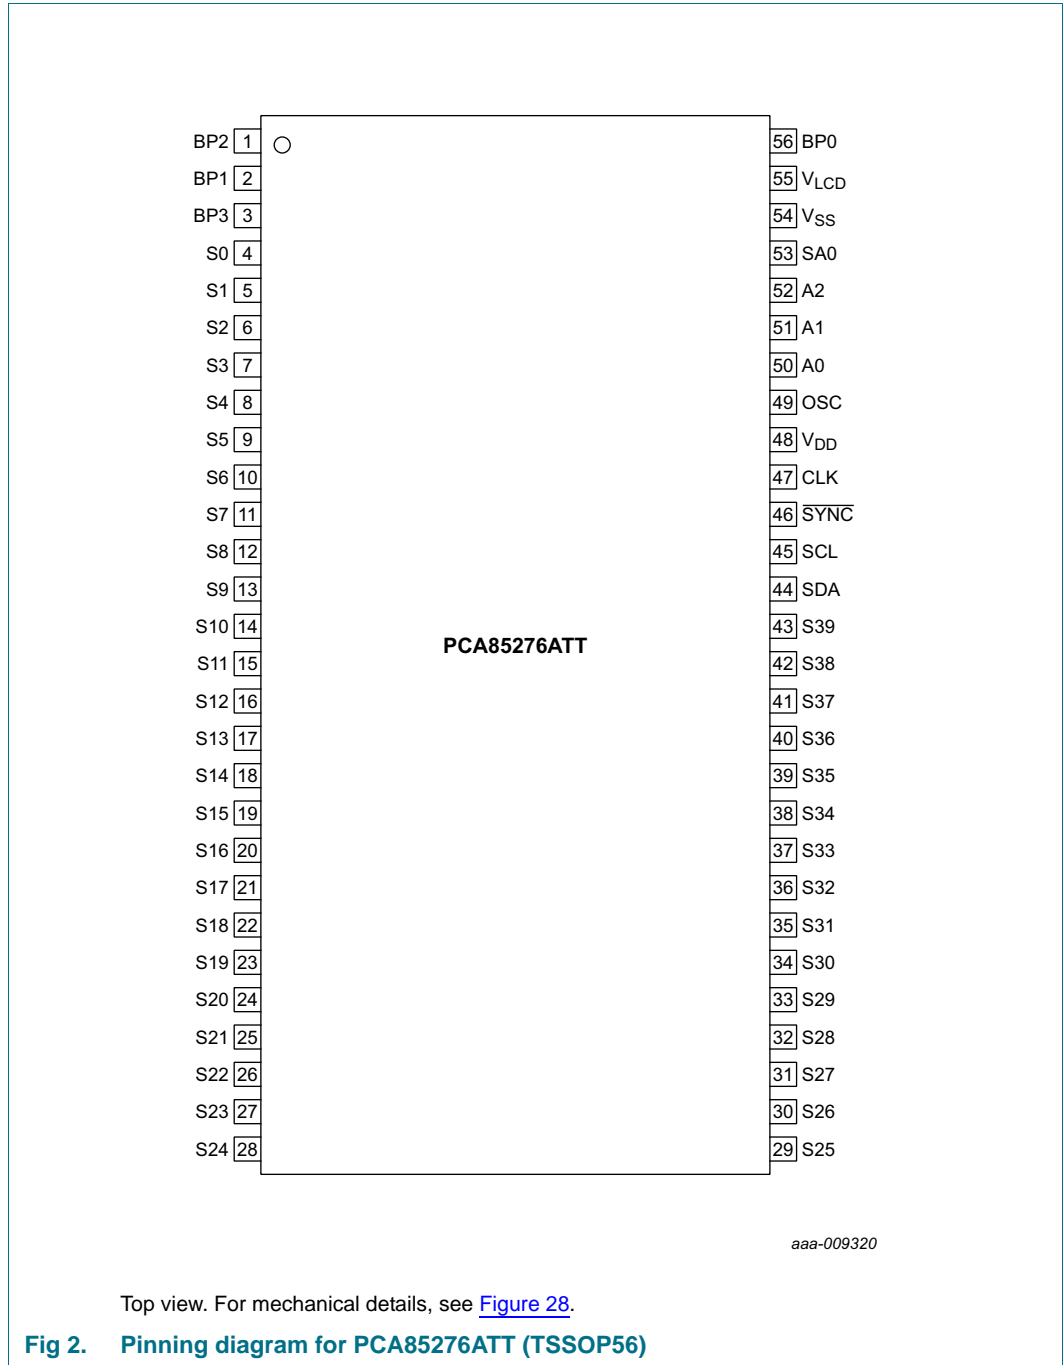 BP2 1 56 BP0
BP1 2 55 VLCD
BP3 3 54 VSS
S0 4 53 SA0
S1 5 52 A2
S2 6 51 A1
S3 7 50 A0
S4 8 49 OSC
S5 9 48 VDD
S6 10 47 CLK
S7 11 46 SYNC
S8 12 45 SCL
S9 13 44 SDA
S10 14 43 S39
PCA85276ATT
S11 15 42 S38
S12 16 41 S37
S13 17 40 S36
S14 18 39 S35
S15 19 38 S34
S16 20 37 S33
S17 21 36 S32
S18 22 35 S31
S19 23 34 S30
S20 24 33 S29
S21 25 32 S28
S22 26 31 S27
S23 27 30 S26
S24 28 29 S25
aaa-009320
Top view. For mechanical details, see Figure 28.
Fig 2. Pinning diagram for PCA85276ATT (TSSOP56)